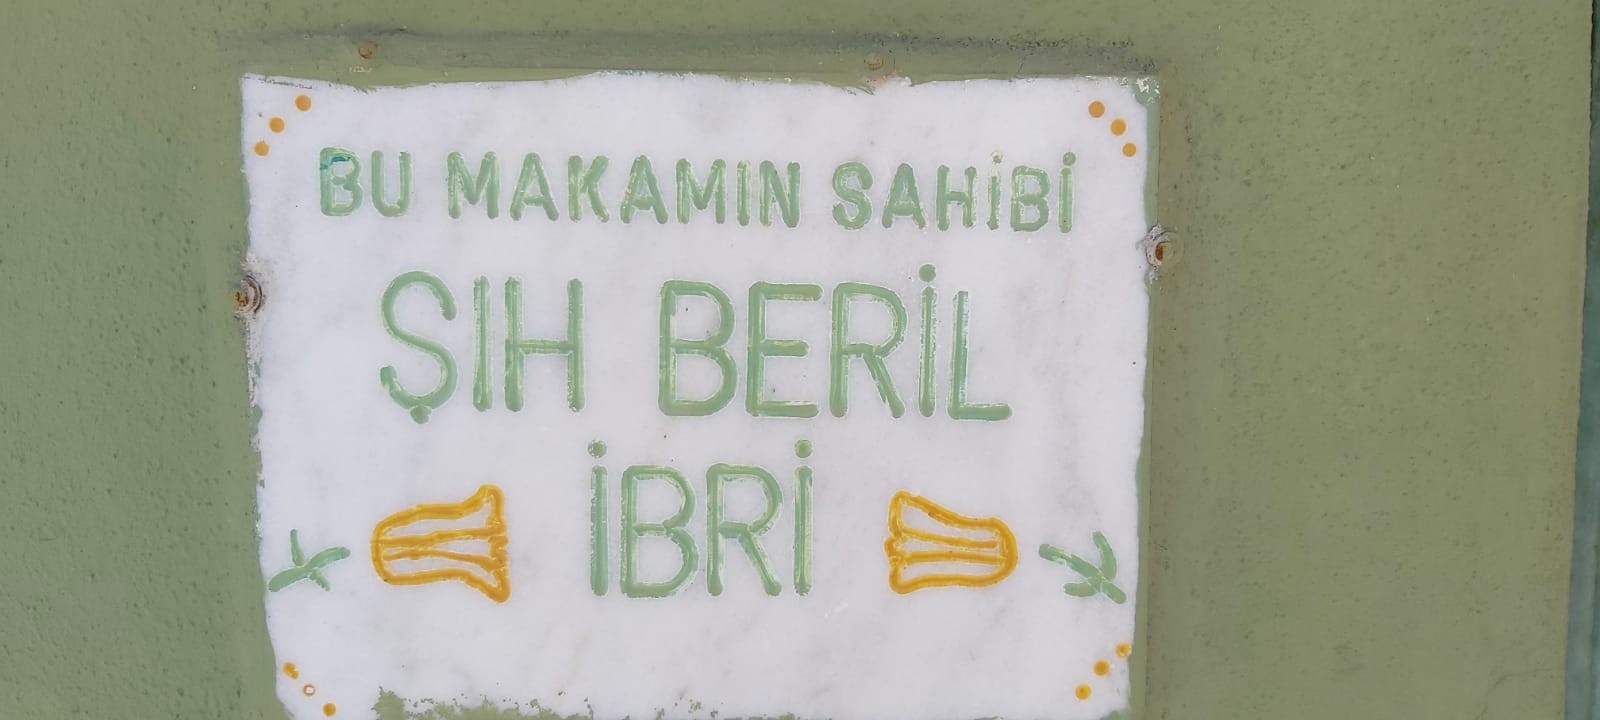 BU MAKAMIN SAHİBİ
ŞIH BERİL
İBRİ